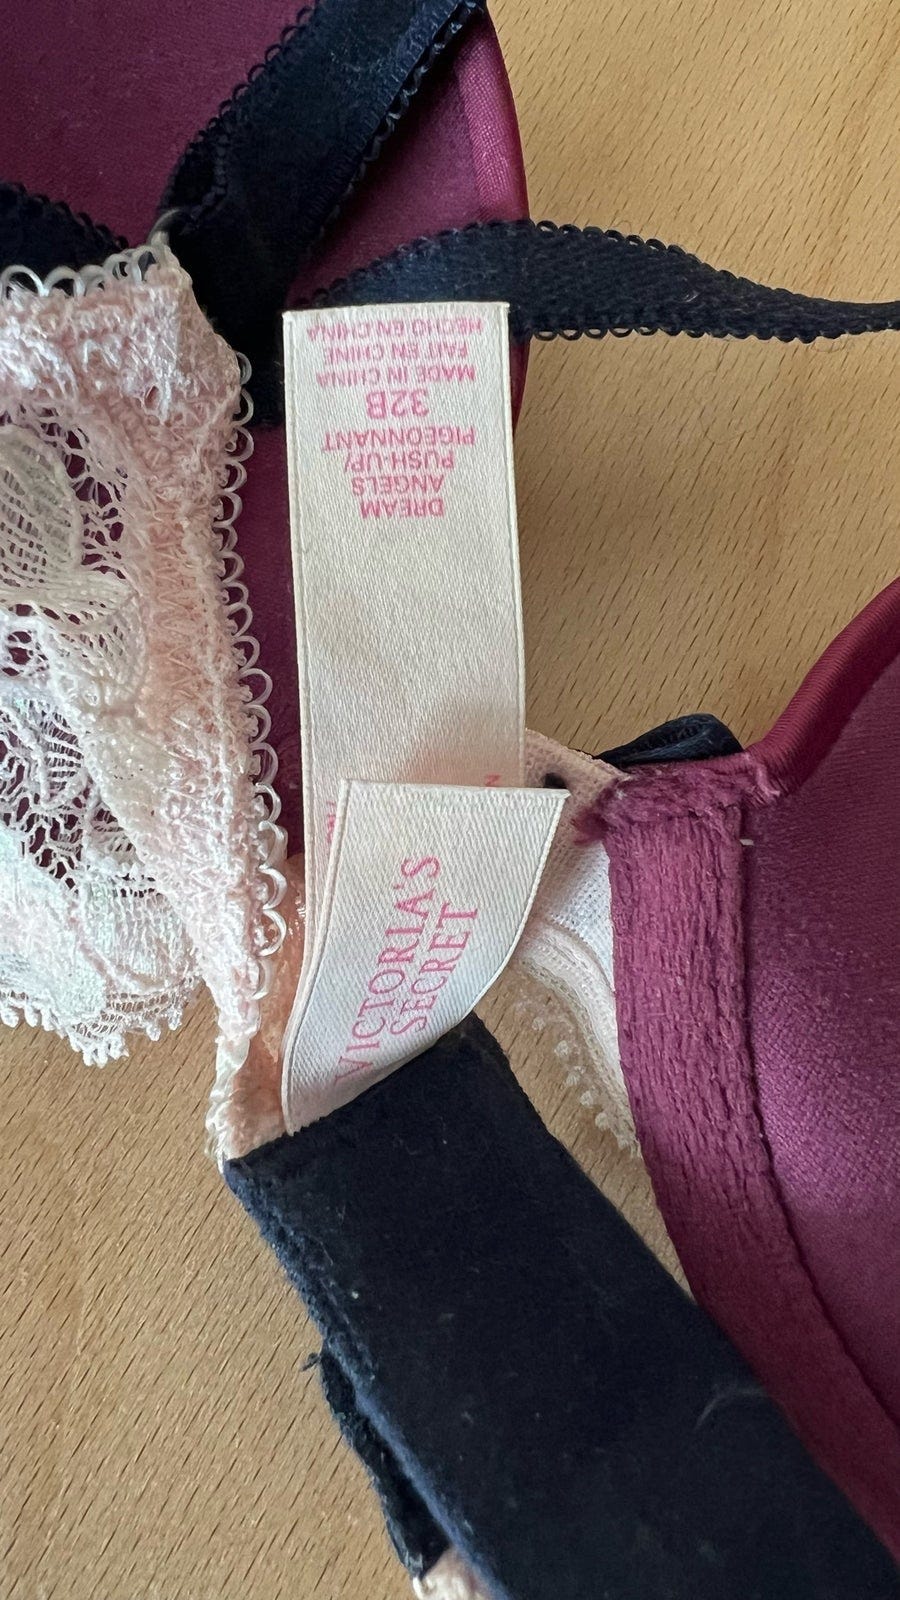 DREAM
ANGELS
PUSH-UP/
PIGEONNANT
32B
MADE IN CHINA
FAIT EN CHINE
HECHO EN CHINA
VICTORIA'S
SECRET